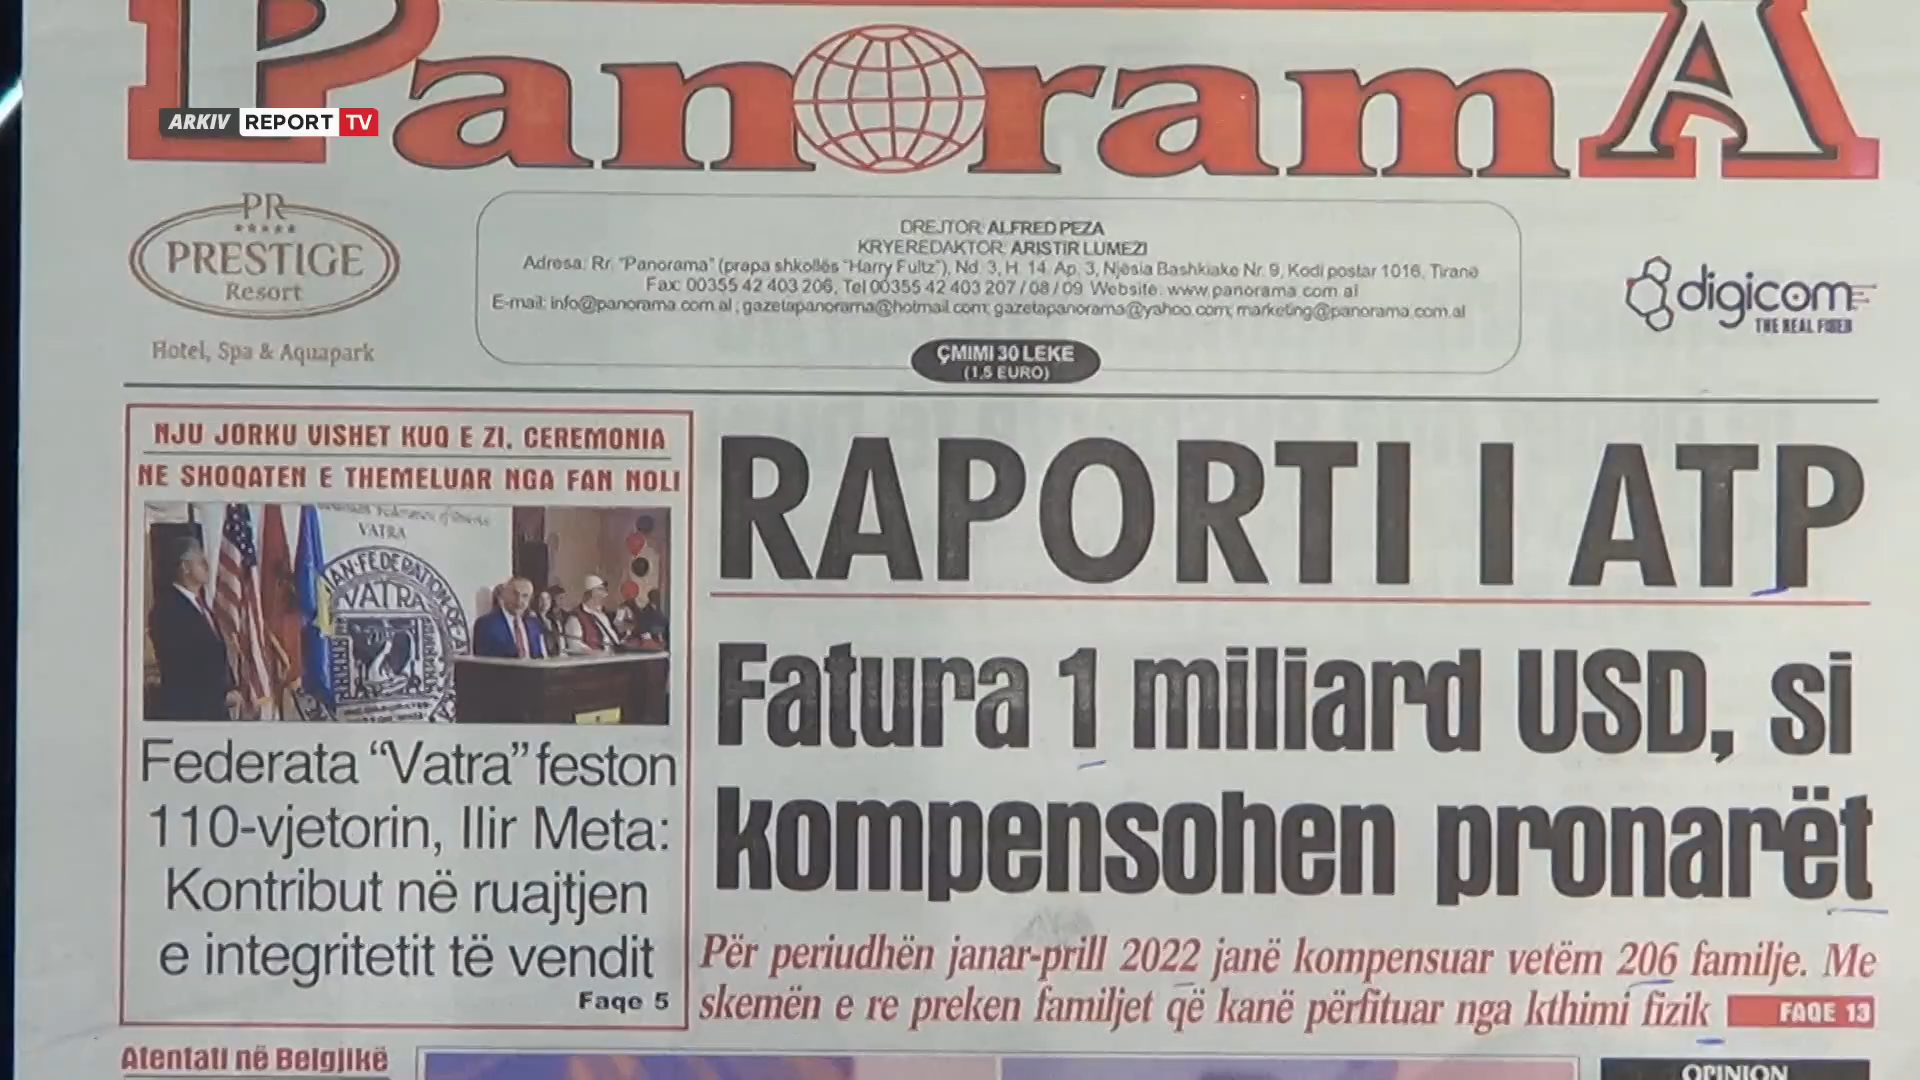 PanoramA
ARKIV REPORT TV
PR
PRESTIGE
Resort
Hotel, Spa & Aquapark
DREJTOR: ALFRED PEZA
KRYEREDAKTOR: ARISTIR LUMEZI
Adresa: Rr. "Panorama" (prapa shkollës "Harry Fultz"), Nd. 3, H. 14 Ap. 3, Njësia Bashkiake Nr. 9, Kodi postar 1016, Tiranë
Fax: 00355 42 403 206, Tel 00355 42 403 207 / 08 / 09 Website: www.panorama.com.al
E-mail: info@panorama.com.al; gazetapanorama@hotmail.com; gazetapanorama@yahoo.com; marketing@panorama.com.al
ÇMIMI 30 LEKE
(1,5 EURO)
digicom
THE REAL FIBER
NJU JORKU VISHET KUQ E ZI, CEREMONIA
NE SHOQATEN E THEMELUAR NGA FAN NOLI
VATRA
AN-FEDERATION OF A
VATRA
Federata “Vatra” feston
110-vjetorin, Ilir Meta:
Kontribut në ruajtjen
e integritetit të vendit
Faqe 5
RAPORTI I ATP
Fatura 1 miliard USD, si
kompensohen pronarët
Për periudhën janar-prill 2022 janë kompensuar vetëm 206 familje. Me
skemën e re preken familjet që kanë përfituar nga kthimi fizik
FAQE 13
Atentati në Belgjikë
OPINION